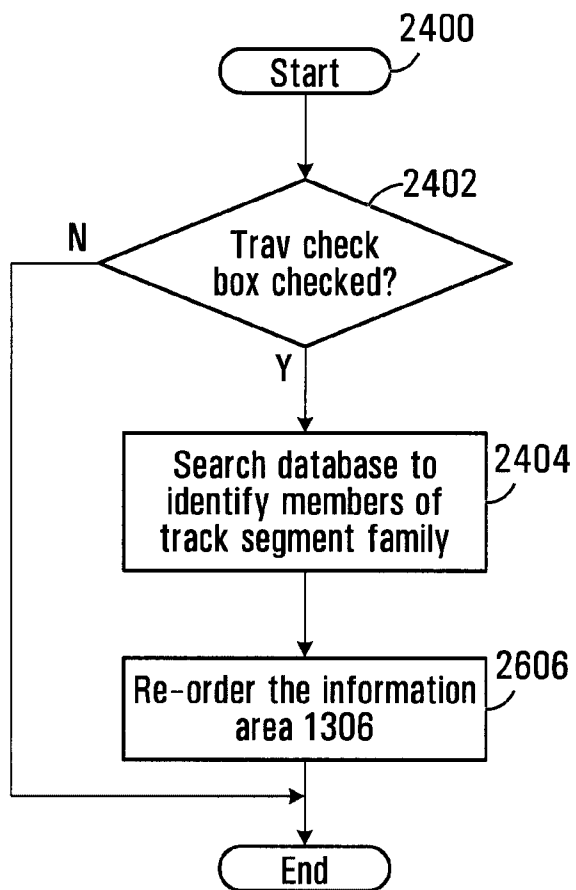 2400
Start
2402
N
Trav check
box checked?
Y
Search database to
identify members of
track segment family
2404
Re-order the information
area 1306
2606
End